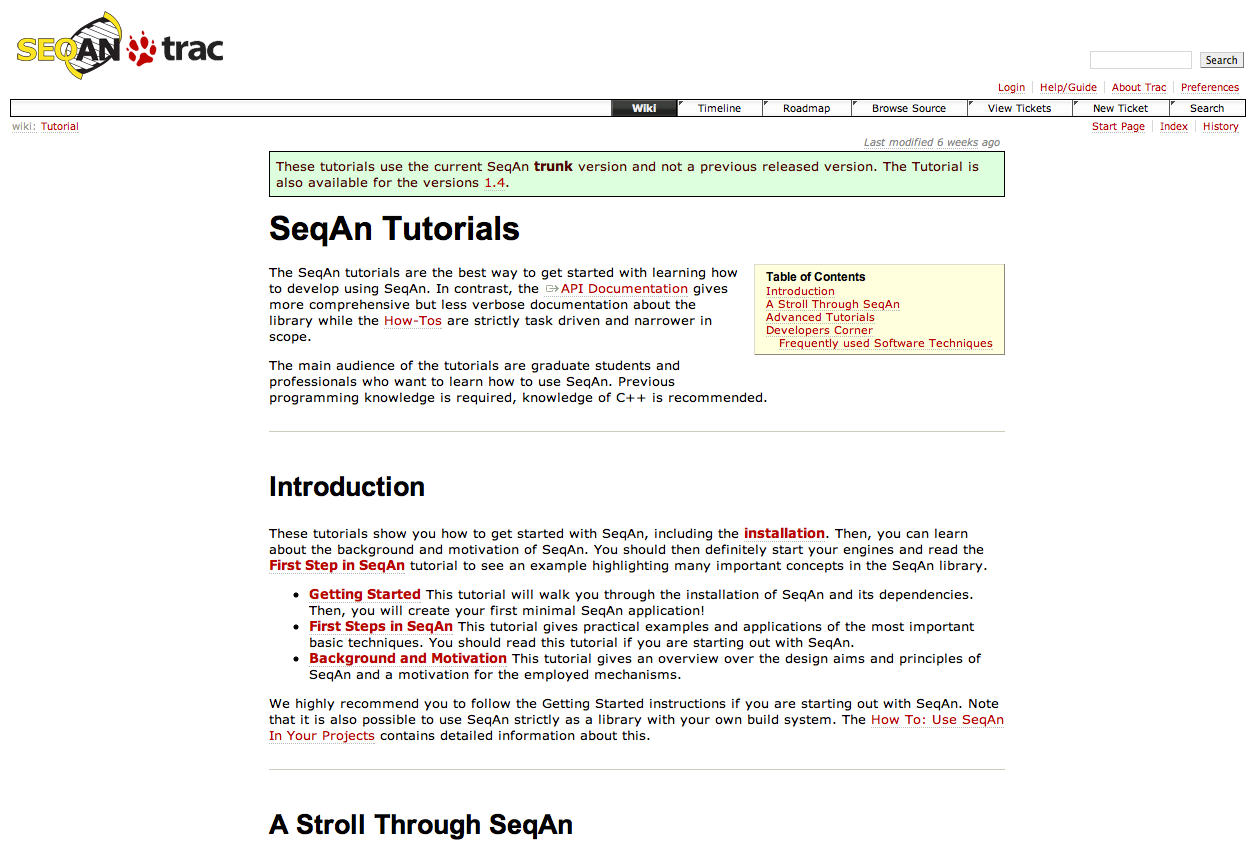 SEQAN trac
Search
Login Help/Guide About Trac Preferences
Wiki Timeline Roadmap Browse Source View Tickets New Ticket Search
wiki: Tutorial
Start Page Index History
Last modified 6 weeks ago
These tutorials use the current SeqAn trunk version and not a previous released version. The Tutorial is
also available for the versions 1.4.
SeqAn Tutorials
The SeqAn tutorials are the best way to get started with learning how
to develop using SeqAn. In contrast, the API Documentation gives
more comprehensive but less verbose documentation about the
library while the How-Tos are strictly task driven and narrower in
scope.
Table of Contents
Introduction
A Stroll Through SeqAn
Advanced Tutorials
Developers Corner
Frequently used Software Techniques
The main audience of the tutorials are graduate students and
professionals who want to learn how to use SeqAn. Previous
programming knowledge is required, knowledge of C++ is recommended.
Introduction
These tutorials show you how to get started with SeqAn, including the installation. Then, you can learn
about the background and motivation of SeqAn. You should then definitely start your engines and read the
First Step in SeqAn tutorial to see an example highlighting many important concepts in the SeqAn library.
• Getting Started This tutorial will walk you through the installation of SeqAn and its dependencies.
Then, you will create your first minimal SeqAn application!
• First Steps in SeqAn This tutorial gives practical examples and applications of the most important
basic techniques. You should read this tutorial if you are starting out with SeqAn.
• Background and Motivation This tutorial gives an overview over the design aims and principles of
SeqAn and a motivation for the employed mechanisms.
We highly recommend you to follow the Getting Started instructions if you are starting out with SeqAn. Note
that it is also possible to use SeqAn strictly as a library with your own build system. The How To: Use SeqAn
In Your Projects contains detailed information about this.
A Stroll Through SeqAn